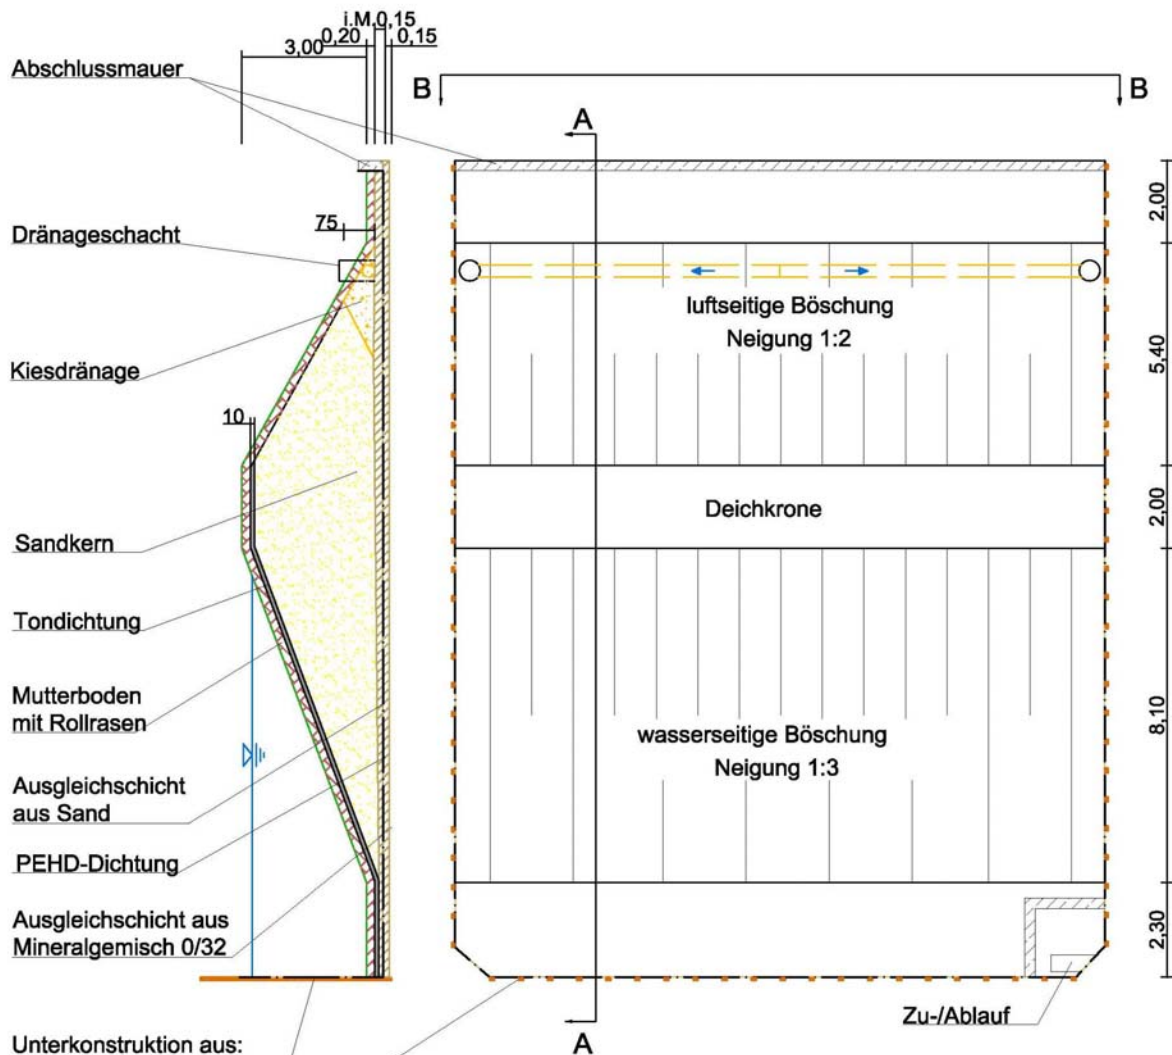 i.M.0,15
0,20
0,15
3,00
Abschlussmauer
B
B
A
75
Dränageschacht
2,00
luftseitige Böschung
Neigung 1:2
5,40
Kiesdränage
10
Deichkrone
2,00
Sandkern
Tondichtung
Mutterboden
mit Rollrasen
wasserseitige Böschung
Neigung 1:3
8,10
Ausgleichschicht
aus Sand
PEHD-Dichtung
Ausgleichschicht aus
Mineralgemisch 0/32
2,30
Zu-/Ablauf
A
Unterkonstruktion aus: